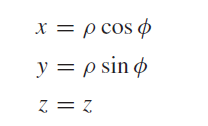 x = ρ cos ϕ
y = ρ sin ϕ
z = z